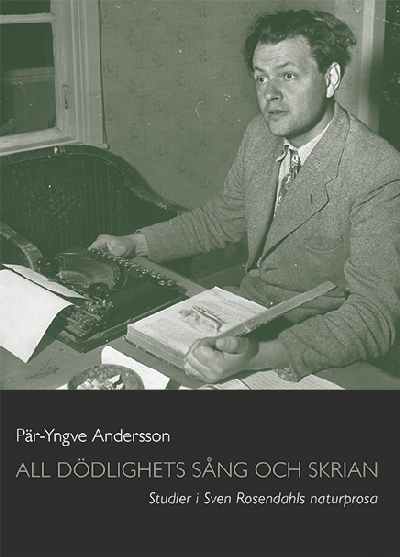 Pär-Yngve Andersson
ALL DÖDLIGHETS SÅNG OCH SKRIAN
Studier i Sven Rosendahls naturprosa